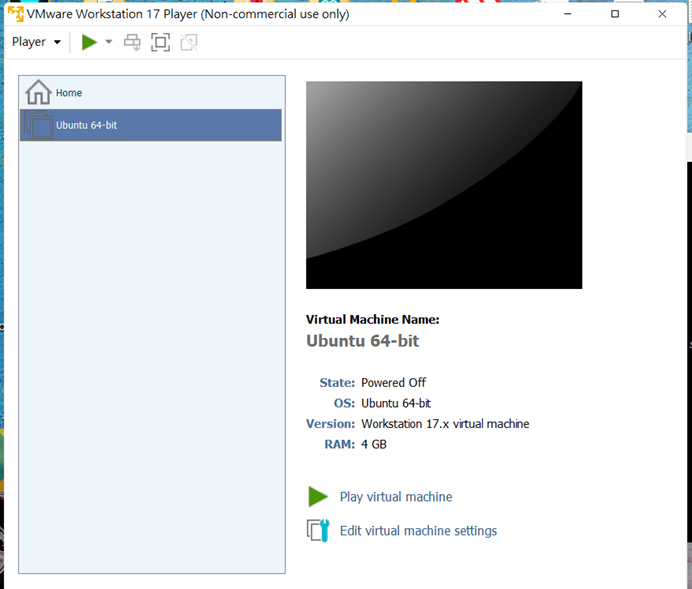 VMware Workstation 17 Player (Non-commercial use only)
Player
Home
Ubuntu 64-bit
Virtual Machine Name:
Ubuntu 64-bit
State: Powered Off
OS: Ubuntu 64-bit
Version: Workstation 17.x virtual machine
RAM: 4 GB
Play virtual machine
Edit virtual machine settings